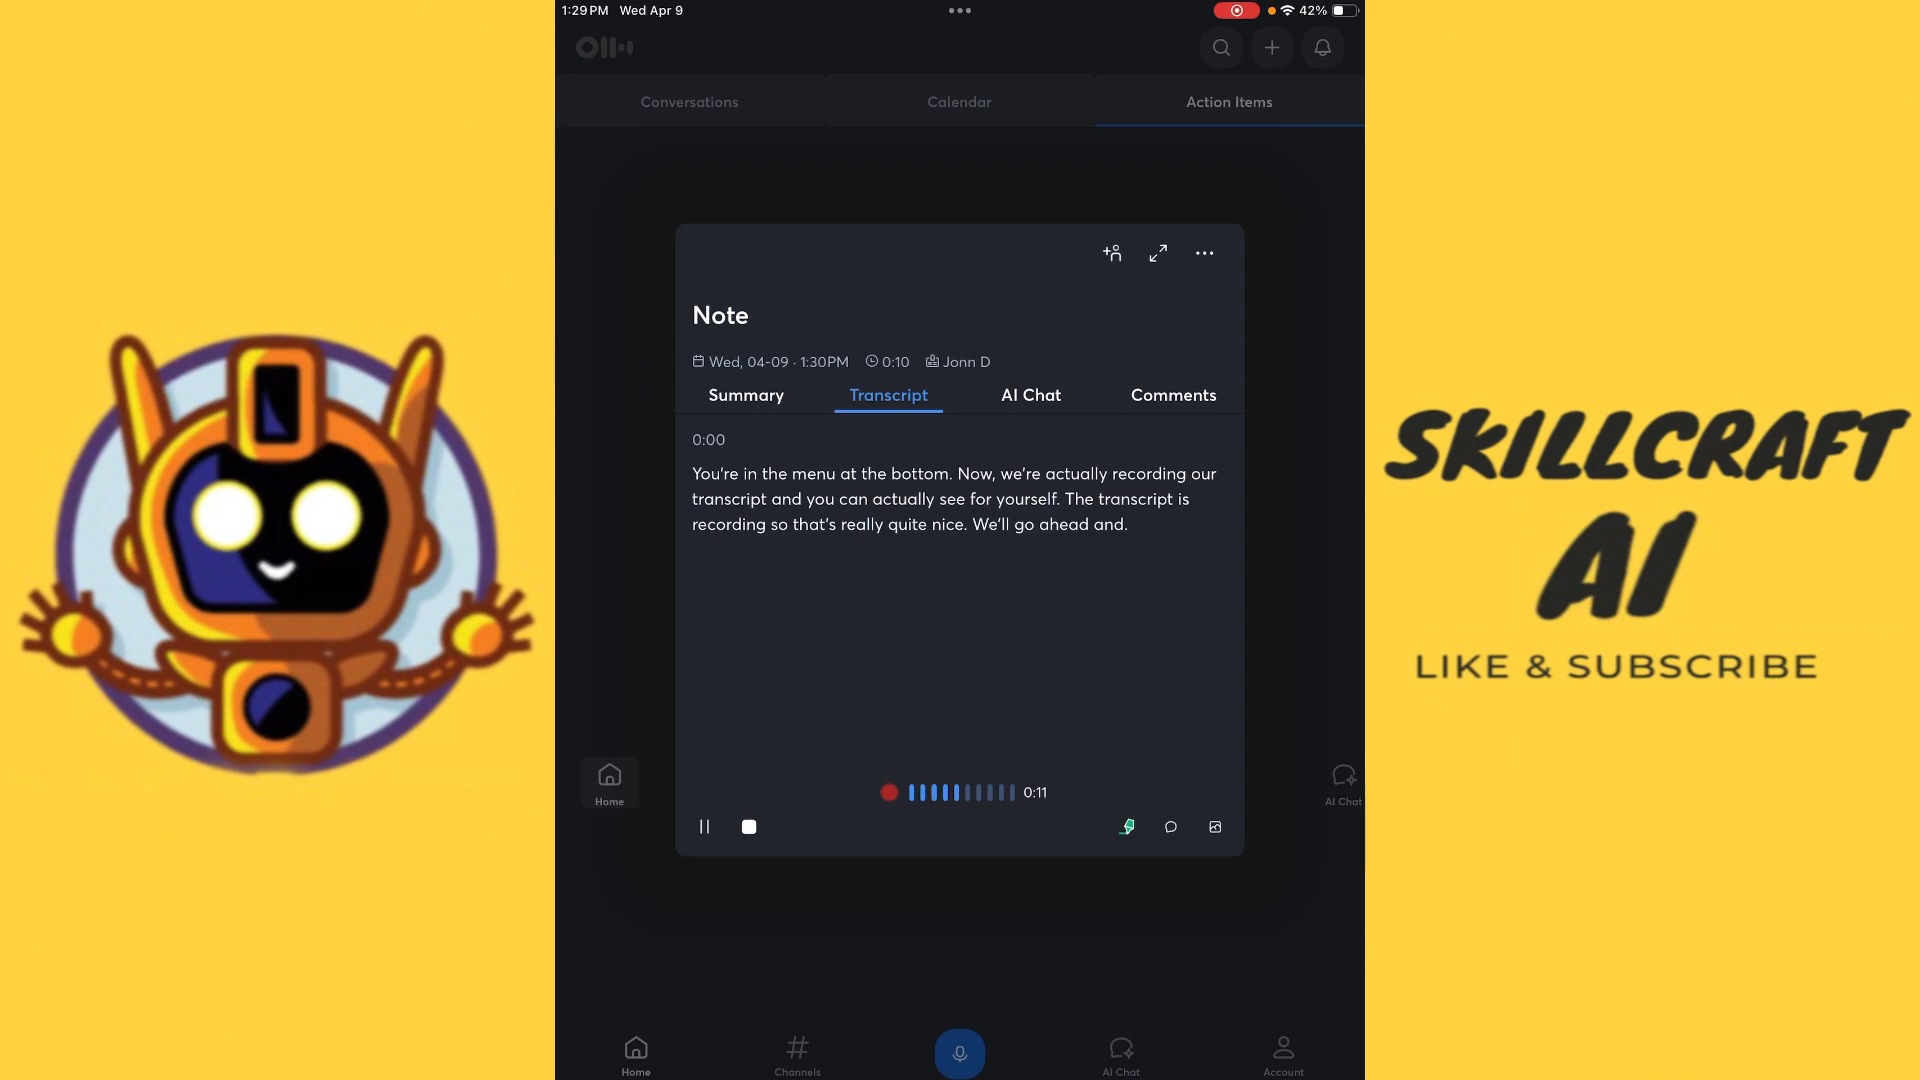 1:29 PM Wed Apr 9
42%
Conversations
Calendar
Action Items
Note
Wed, 04-09 · 1:30PM
0:10
Jonn D
Summary
Transcript
AI Chat
Comments
0:00
You're in the menu at the bottom. Now, we're actually recording our
transcript and you can actually see for yourself. The transcript is
recording so that's really quite nice. We'll go ahead and.
0:11
Home
AI Chat
Home
Channels
AI Chat
Account
SKILLCRAFT
AI
LIKE & SUBSCRIBE